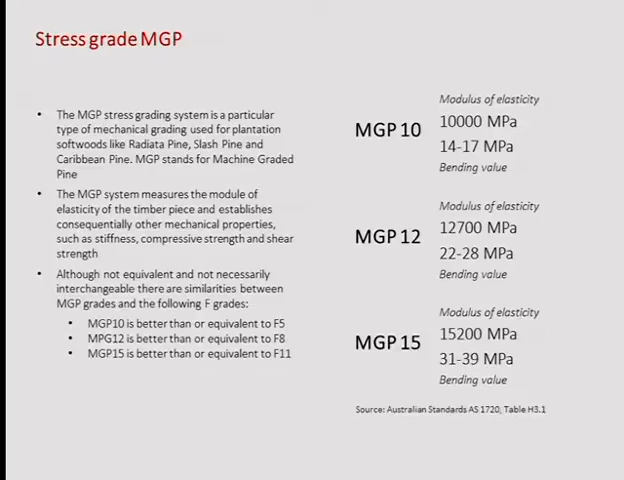 Stress grade MGP
• The MGP stress grading system is a particular
type of mechanical grading used for plantation
softwoods like Radiata Pine, Slash Pine and
Caribbean Pine. MGP stands for Machine Graded
Pine
• The MGP system measures the module of
elasticity of the timber piece and establishes
consequentially other mechanical properties,
such as stiffness, compressive strength and shear
strength
• Although not equivalent and not necessarily
interchangeable there are similarities between
MGP grades and the following F grades:
• MGP10 is better than or equivalent to F5
• MPG12 is better than or equivalent to F8
• MGP15 is better than or equivalent to F11
Modulus of elasticity
MGP 10
10000 MPa
14-17 MPa
Bending value
Modulus of elasticity
MGP 12
12700 MPa
22-28 MPa
Bending value
Modulus of elasticity
MGP 15
15200 MPa
31-39 MPa
Bending value
Source: Australian Standards AS 1720, Table H3.1